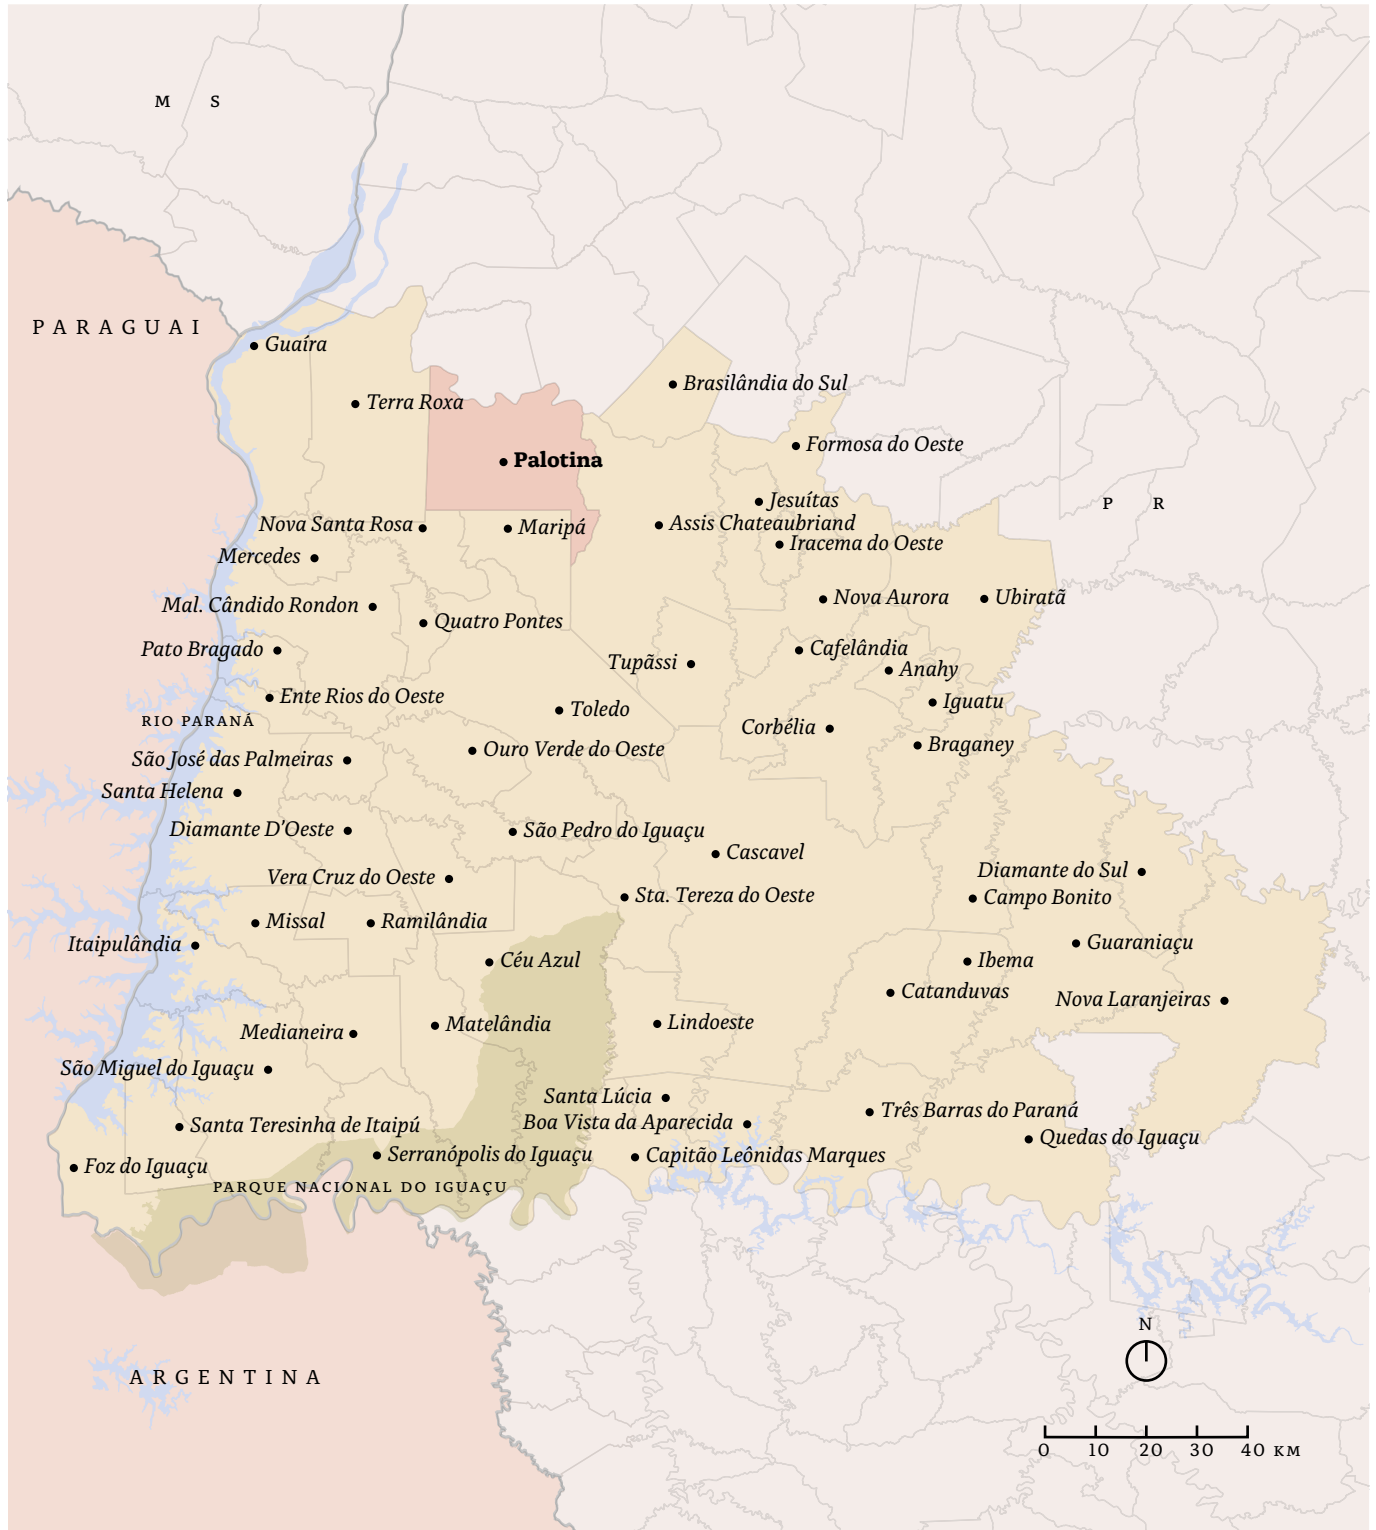 M S
PARAGUAI
Guaíra
Brasilândia do Sul
Terra Roxa
Formosa do Oeste
Palotina
Jesuítas
P R
Nova Santa Rosa
Maripá
Assis Chateaubriand
Iracema do Oeste
Mercedes
Nova Aurora
Ubiratã
Mal. Cândido Rondon
Quatro Pontes
Pato Bragado
Tupãssi
Cafelândia
Anahy
Ente Rios do Oeste
Iguatu
Toledo
RIO PARANÁ
Corbélia
Braganey
Ouro Verde do Oeste
São José das Palmeiras
Santa Helena
Diamante D'Oeste
São Pedro do Iguaçu
Cascavel
Vera Cruz do Oeste
Diamante do Sul
Sta. Tereza do Oeste
Campo Bonito
Missal
Ramilândia
Itaipulândia
Guaraniaçu
Céu Azul
Ibema
Catanduvas
Nova Laranjeiras
Medianeira
Matelândia
Lindoeste
São Miguel do Iguaçu
Santa Lúcia
Três Barras do Paraná
Santa Teresinha de Itaipú
Boa Vista da Aparecida
Quedas do Iguaçu
Foz do Iguaçu
Serranópolis do Iguaçu
Capitão Leônidas Marques
PARQUE NACIONAL DO IGUAÇU
N
ARGENTINA
0 10 20 30 40 KM